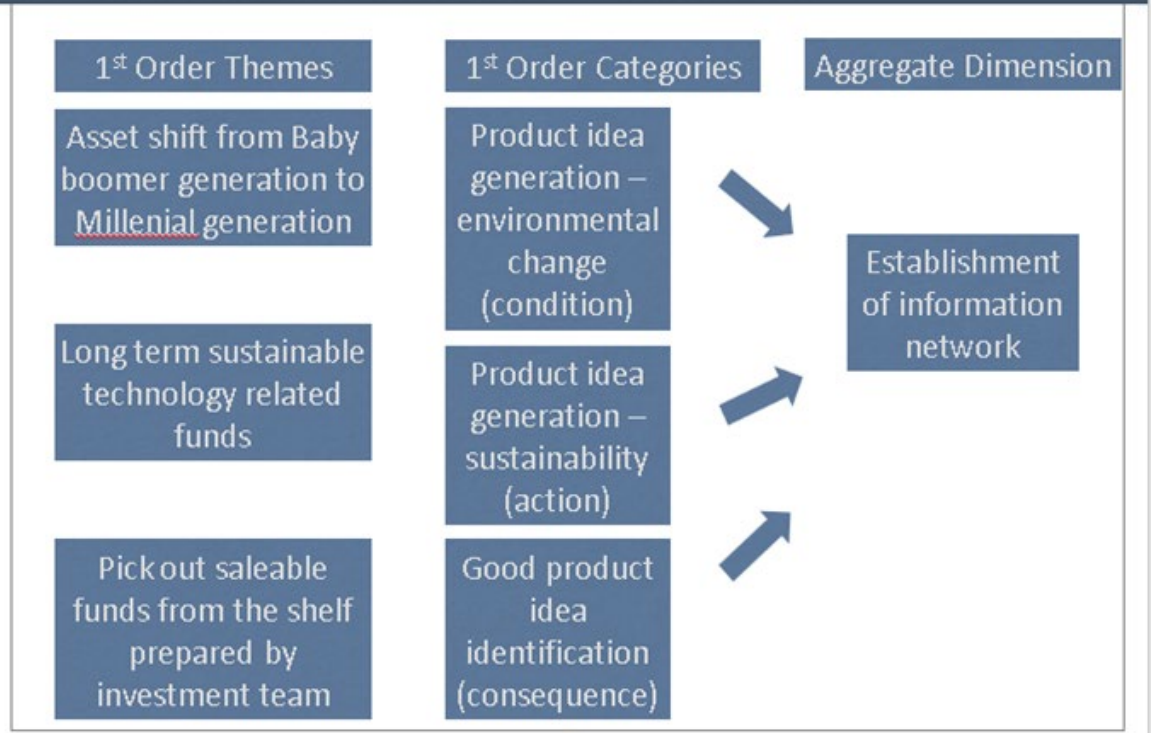 1st Order Themes
1st Order Categories
Aggregate Dimension
Asset shift from Baby
boomer generation to
Millenial generation
Product idea
generation –
environmental
change
(condition)
Establishment
of information
network
Long term sustainable
technology related
funds
Product idea
generation –
sustainability
(action)
Pick out saleable
funds from the shelf
prepared by
investment team
Good product
idea
identification
(consequence)